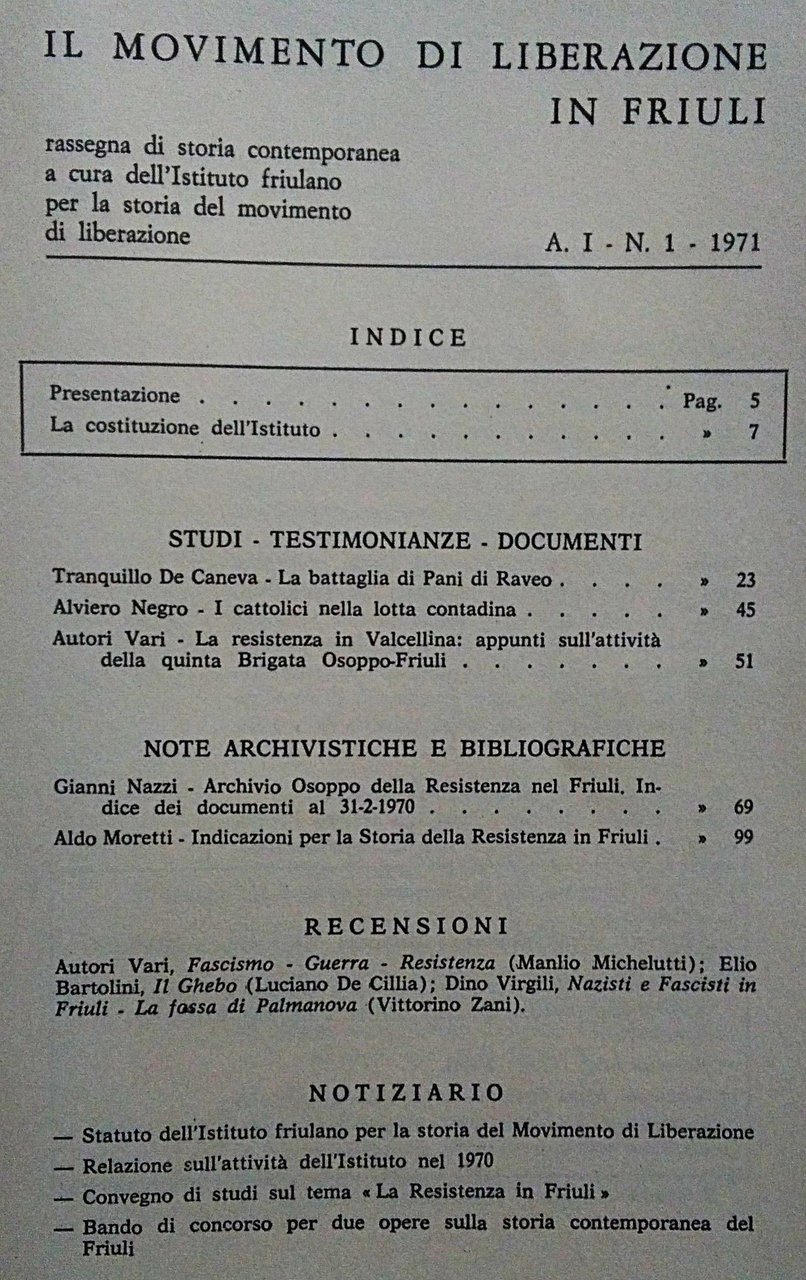 IL MOVIMENTO DI LIBERAZIONE
IN FRIULI
rassegna di storia contemporanea
a cura dell'Istituto friulano
per la storia del movimento
di liberazione
A. I - N. 1 - 1971
INDICE
Presentazione . . . . . . . . . . . . . . . Pag. 5
La costituzione dell'Istituto . . . . . . . . . . . » 7
STUDI - TESTIMONIANZE - DOCUMENTI
Tranquillo De Caneva - La battaglia di Pani di Raveo . . . . » 23
Alviero Negro - I cattolici nella lotta contadina . . . . . » 45
Autori Vari - La resistenza in Valcellina: appunti sull'attività
della quinta Brigata Osoppo-Friuli . . . . . . . » 51
NOTE ARCHIVISTICHE E BIBLIOGRAFICHE
Gianni Nazzi - Archivio Osoppo della Resistenza nel Friuli. In-
dice dei documenti al 31-2-1970 . . . . . . . . » 69
Aldo Moretti - Indicazioni per la Storia della Resistenza in Friuli . » 99
RECENSIONI
Autori Vari, Fascismo - Guerra - Resistenza (Manlio Michelutti); Elio
Bartolini, Il Ghebo (Luciano De Cillia); Dino Virgili, Nazisti e Fascisti in
Friuli - La fossa di Palmanova (Vittorino Zani).
NOTIZIARIO
— Statuto dell'Istituto friulano per la storia del Movimento di Liberazione
— Relazione sull'attività dell'Istituto nel 1970
— Convegno di studi sul tema «La Resistenza in Friuli»
— Bando di concorso per due opere sulla storia contemporanea del
Friuli